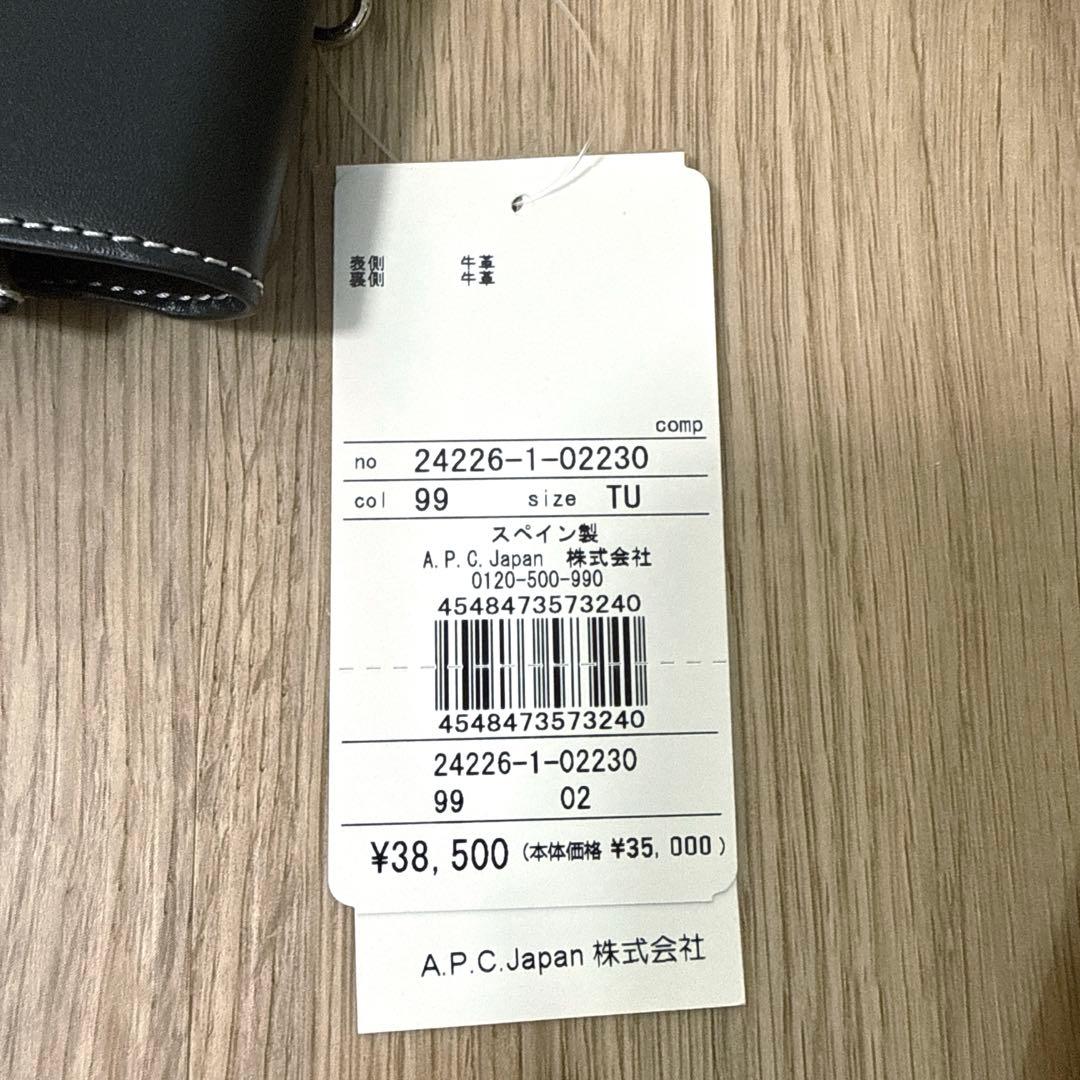 表側 牛革
裏側 牛革
comp
no 24226-1-02230
col 99 size TU
スペイン製
A.P.C.Japan 株式会社
0120-500-990
4548473573240
4548473573240
24226-1-02230
99 02
¥38,500 (本体価格 ¥35,000)
A.P.C.Japan 株式会社